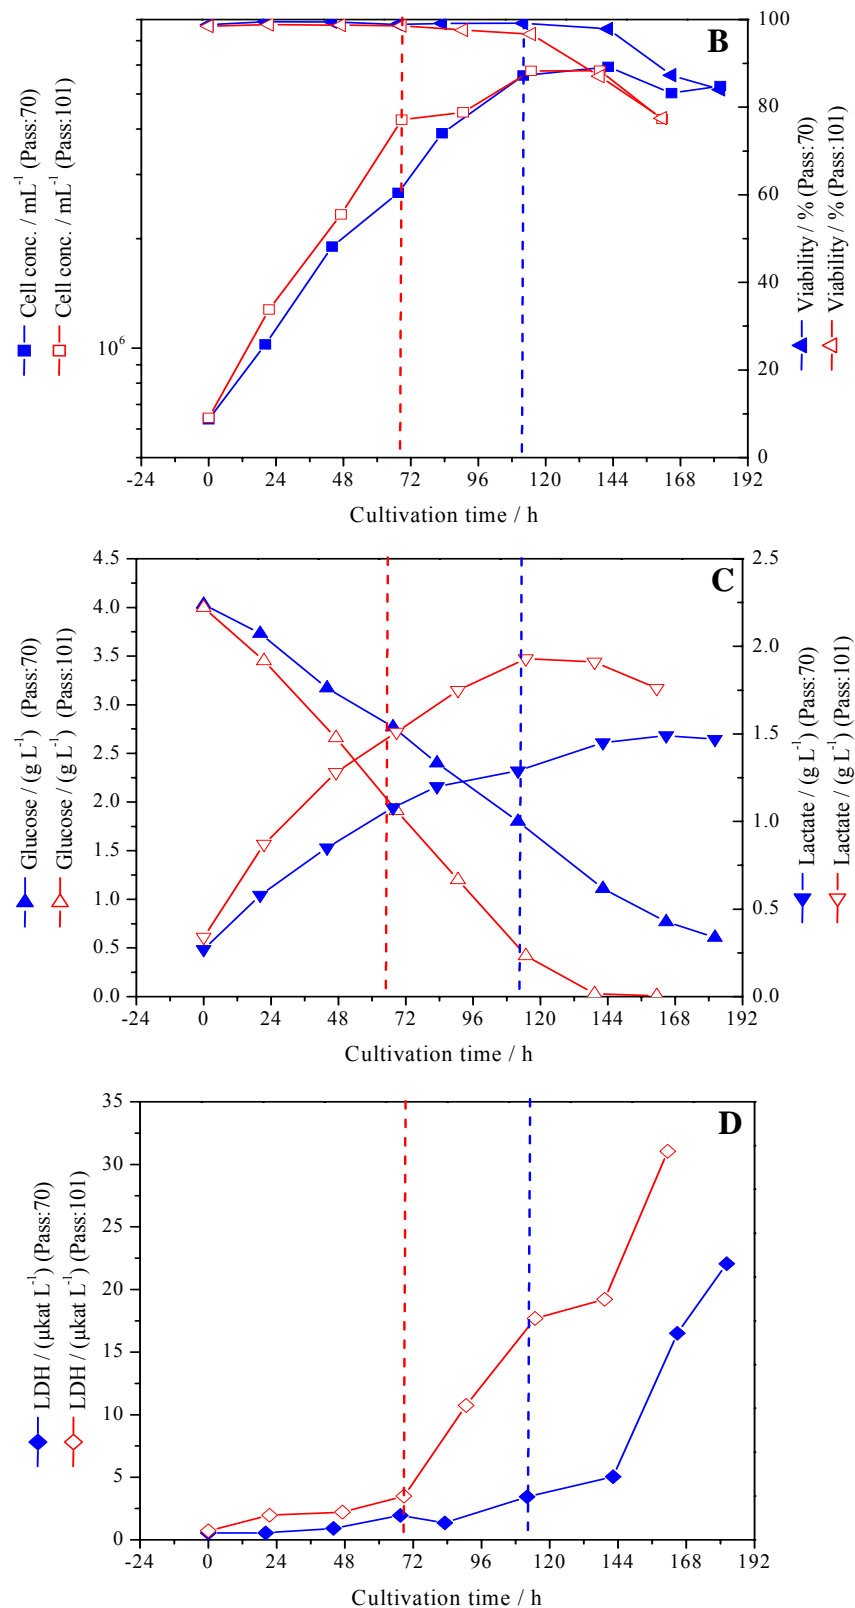 B
Cell conc. / mL⁻¹ (Pass:70)
Cell conc. / mL⁻¹ (Pass:101)
10⁶
100
80
60
40
20
0
Viability / % (Pass:70)
Viability / % (Pass:101)
-24 0 24 48 72 96 120 144 168 192
Cultivation time / h
C
Glucose / (g L⁻¹) (Pass:70)
Glucose / (g L⁻¹) (Pass:101)
4.5
4.0
3.5
3.0
2.5
2.0
1.5
1.0
0.5
0.0
2.5
2.0
1.5
1.0
0.5
0.0
Lactate / (g L⁻¹) (Pass:70)
Lactate / (g L⁻¹) (Pass:101)
-24 0 24 48 72 96 120 144 168 192
Cultivation time / h
D
LDH / (µkat L⁻¹) (Pass:70)
LDH / (µkat L⁻¹) (Pass:101)
35
30
25
20
15
10
5
0
-24 0 24 48 72 96 120 144 168 192
Cultivation time / h